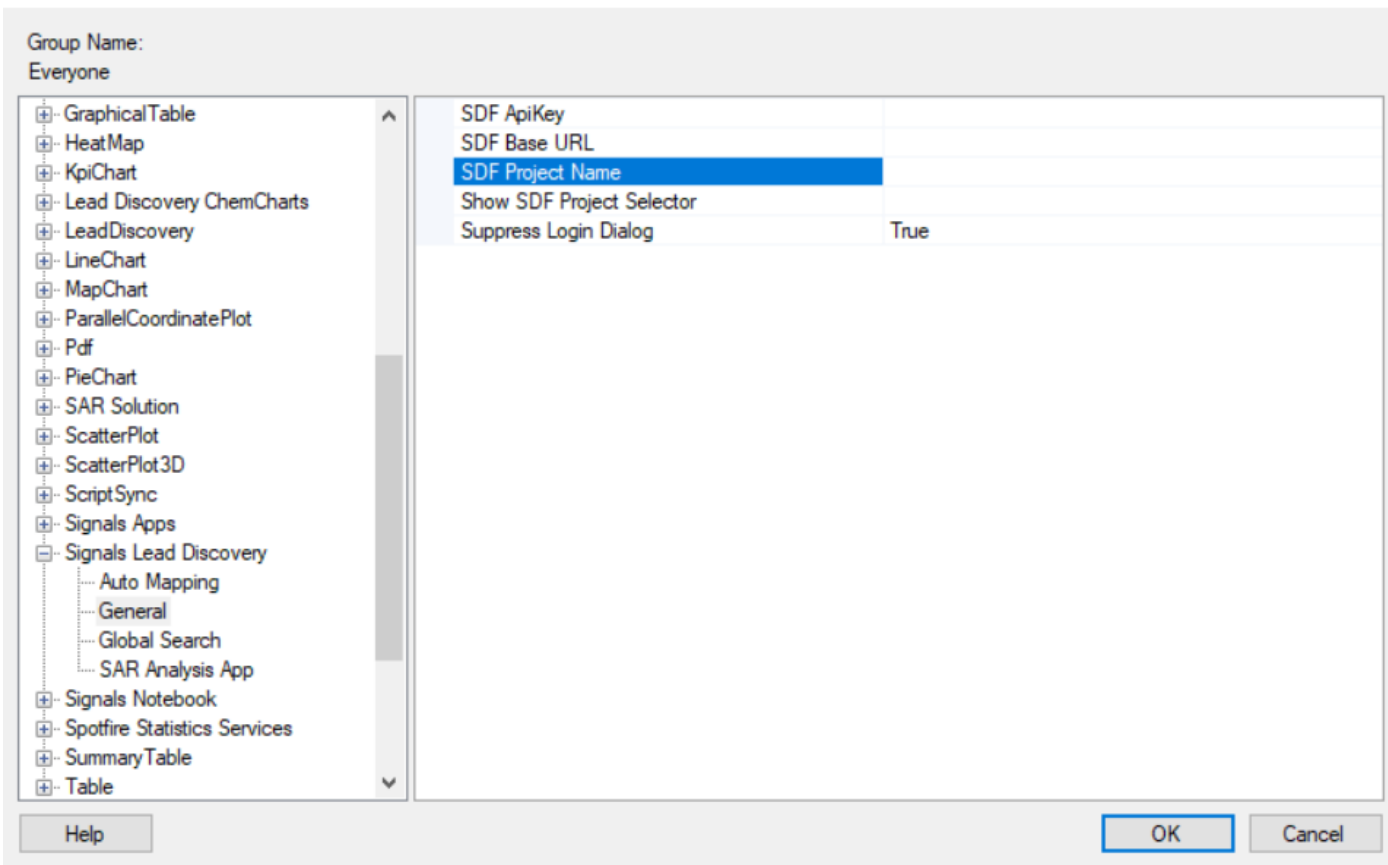 Group Name:
Everyone
GraphicalTable
HeatMap
KpiChart
Lead Discovery ChemCharts
LeadDiscovery
LineChart
MapChart
ParallelCoordinatePlot
Pdf
PieChart
SAR Solution
ScatterPlot
ScatterPlot3D
ScriptSync
Signals Apps
Signals Lead Discovery
Auto Mapping
General
Global Search
SAR Analysis App
Signals Notebook
Spotfire Statistics Services
SummaryTable
Table
SDF ApiKey
SDF Base URL
SDF Project Name
Show SDF Project Selector
Suppress Login Dialog True
Help OK Cancel